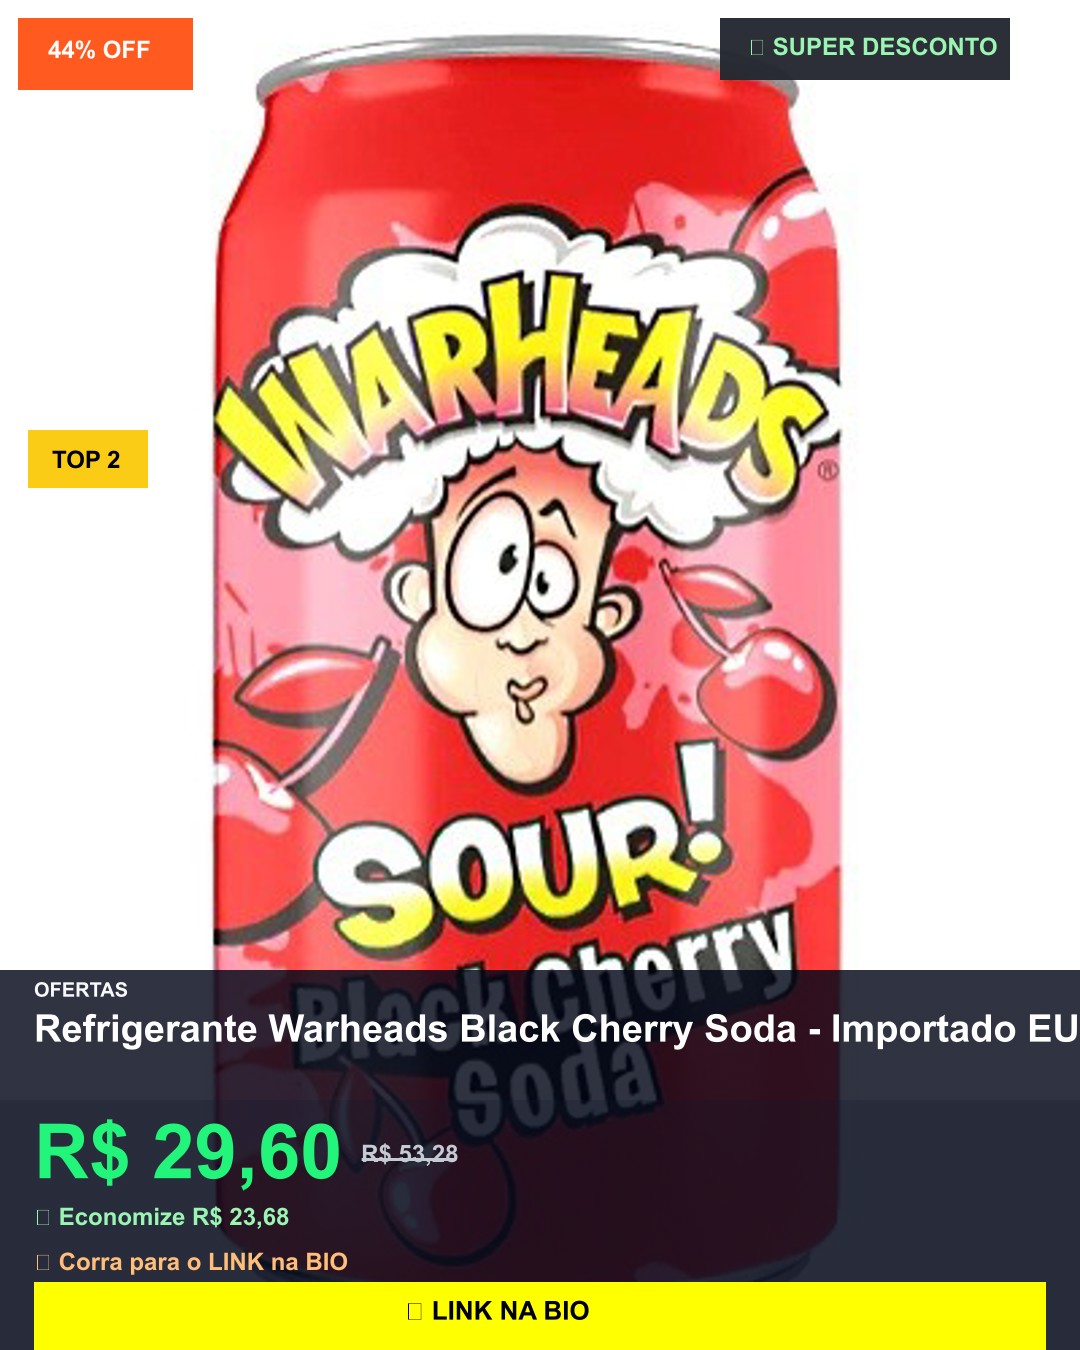 44% OFF
SUPER DESCONTO
WARHEADS
®
TOP 2
SOUR!
Black Cherry
Soda
OFERTAS
Refrigerante Warheads Black Cherry Soda - Importado EU
R$ 29,60 R$ 53,28
Economize R$ 23,68
Corra para o LINK na BIO
LINK NA BIO